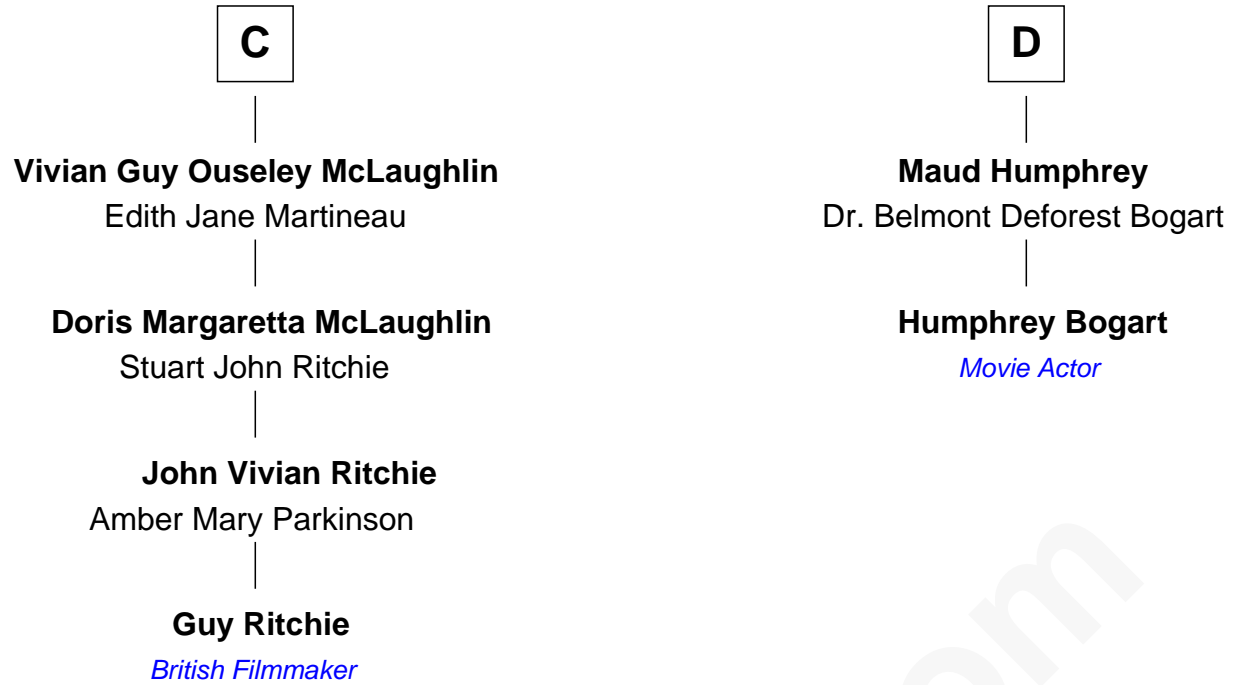 C
Vivian Guy Ouseley McLaughlin
Edith Jane Martineau
Doris Margaretta McLaughlin
Stuart John Ritchie
John Vivian Ritchie
Amber Mary Parkinson
Guy Ritchie
British Filmmaker
D
Maud Humphrey
Dr. Belmont Deforest Bogart
Humphrey Bogart
Movie Actor
om